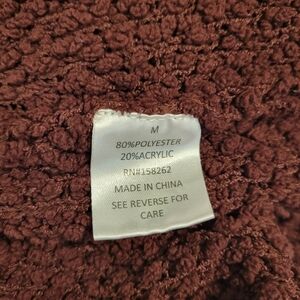 M
80%POLYESTER
20%ACRYLIC
RN#158262
MADE IN CHINA
SEE REVERSE FOR
CARE